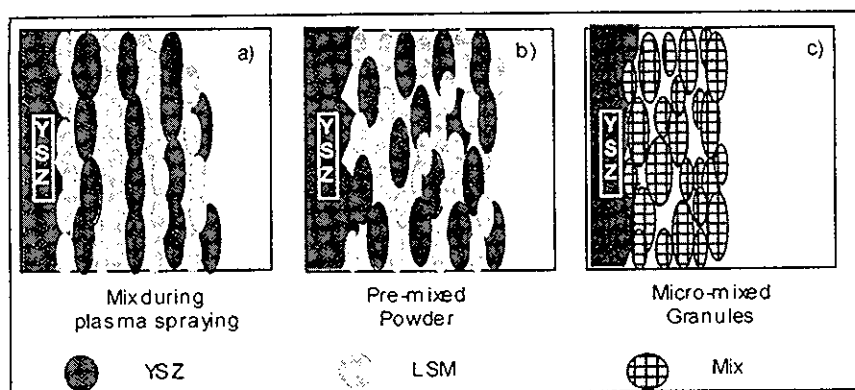 a)
YSZ
b)
YSZ
c)
YSZ
Mix during
plasma spraying
Pre-mixed
Powder
Micro-mixed
Granules
YSZ
LSM
Mix